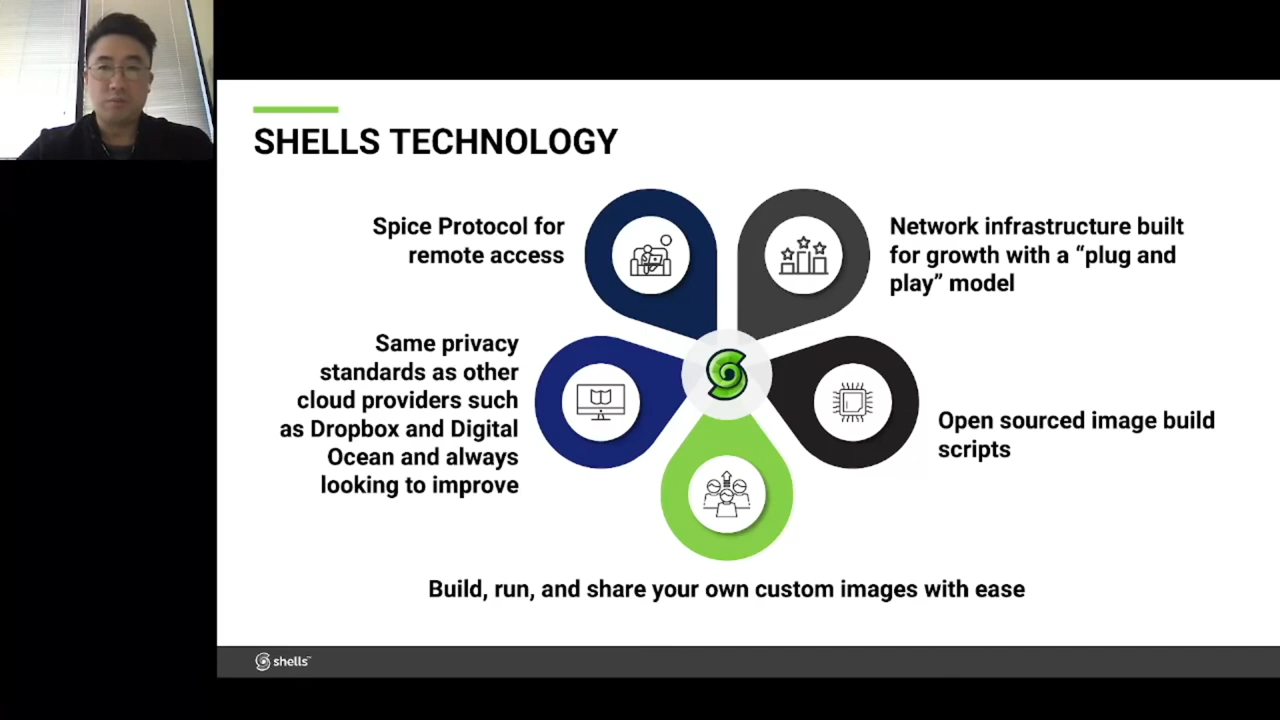 SHELLS TECHNOLOGY
Spice Protocol for
remote access
Network infrastructure built
for growth with a “plug and
play” model
Same privacy
standards as other
cloud providers such
as Dropbox and Digital
Ocean and always
looking to improve
Open sourced image build
scripts
Build, run, and share your own custom images with ease
shells™